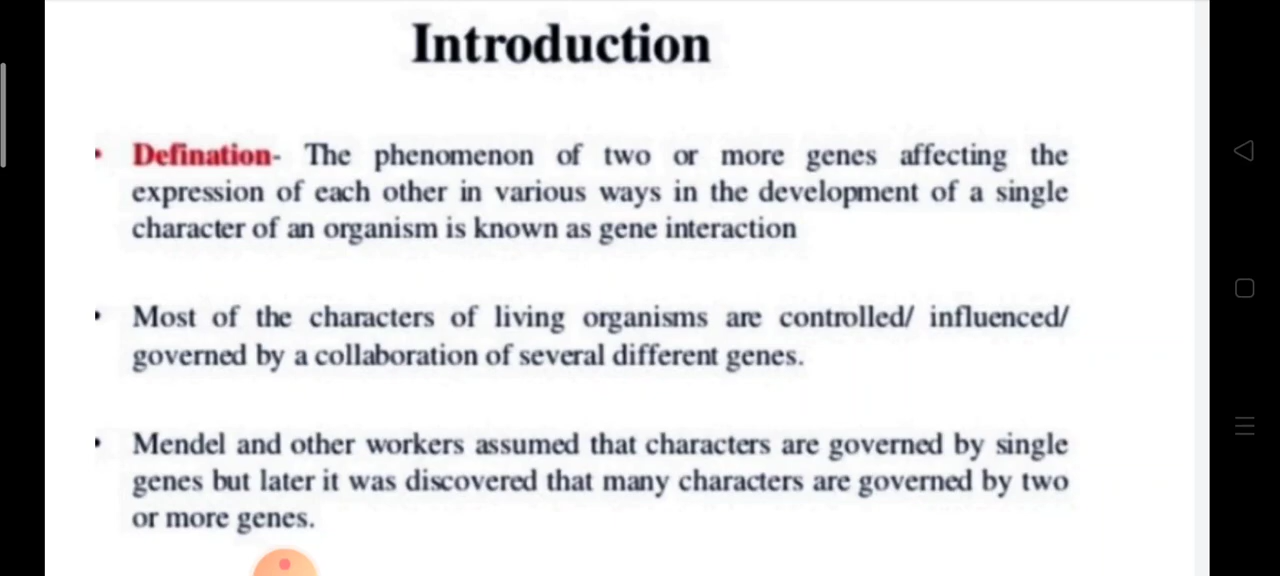 Introduction
• Defination- The phenomenon of two or more genes affecting the
expression of each other in various ways in the development of a single
character of an organism is known as gene interaction
• Most of the characters of living organisms are controlled/ influenced/
governed by a collaboration of several different genes.
• Mendel and other workers assumed that characters are governed by single
genes but later it was discovered that many characters are governed by two
or more genes.